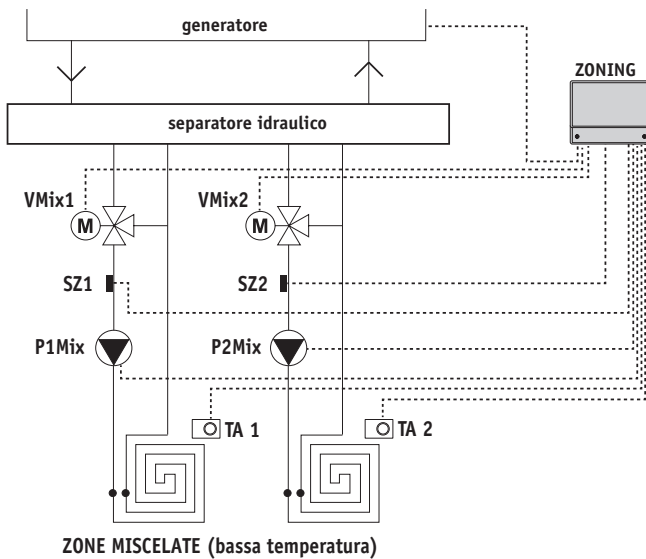 generatore
ZONING
separatore idraulico
VMix1
M
VMix2
M
SZ1
SZ2
P1Mix
P2Mix
TA 1
TA 2
ZONE MISCELATE (bassa temperatura)